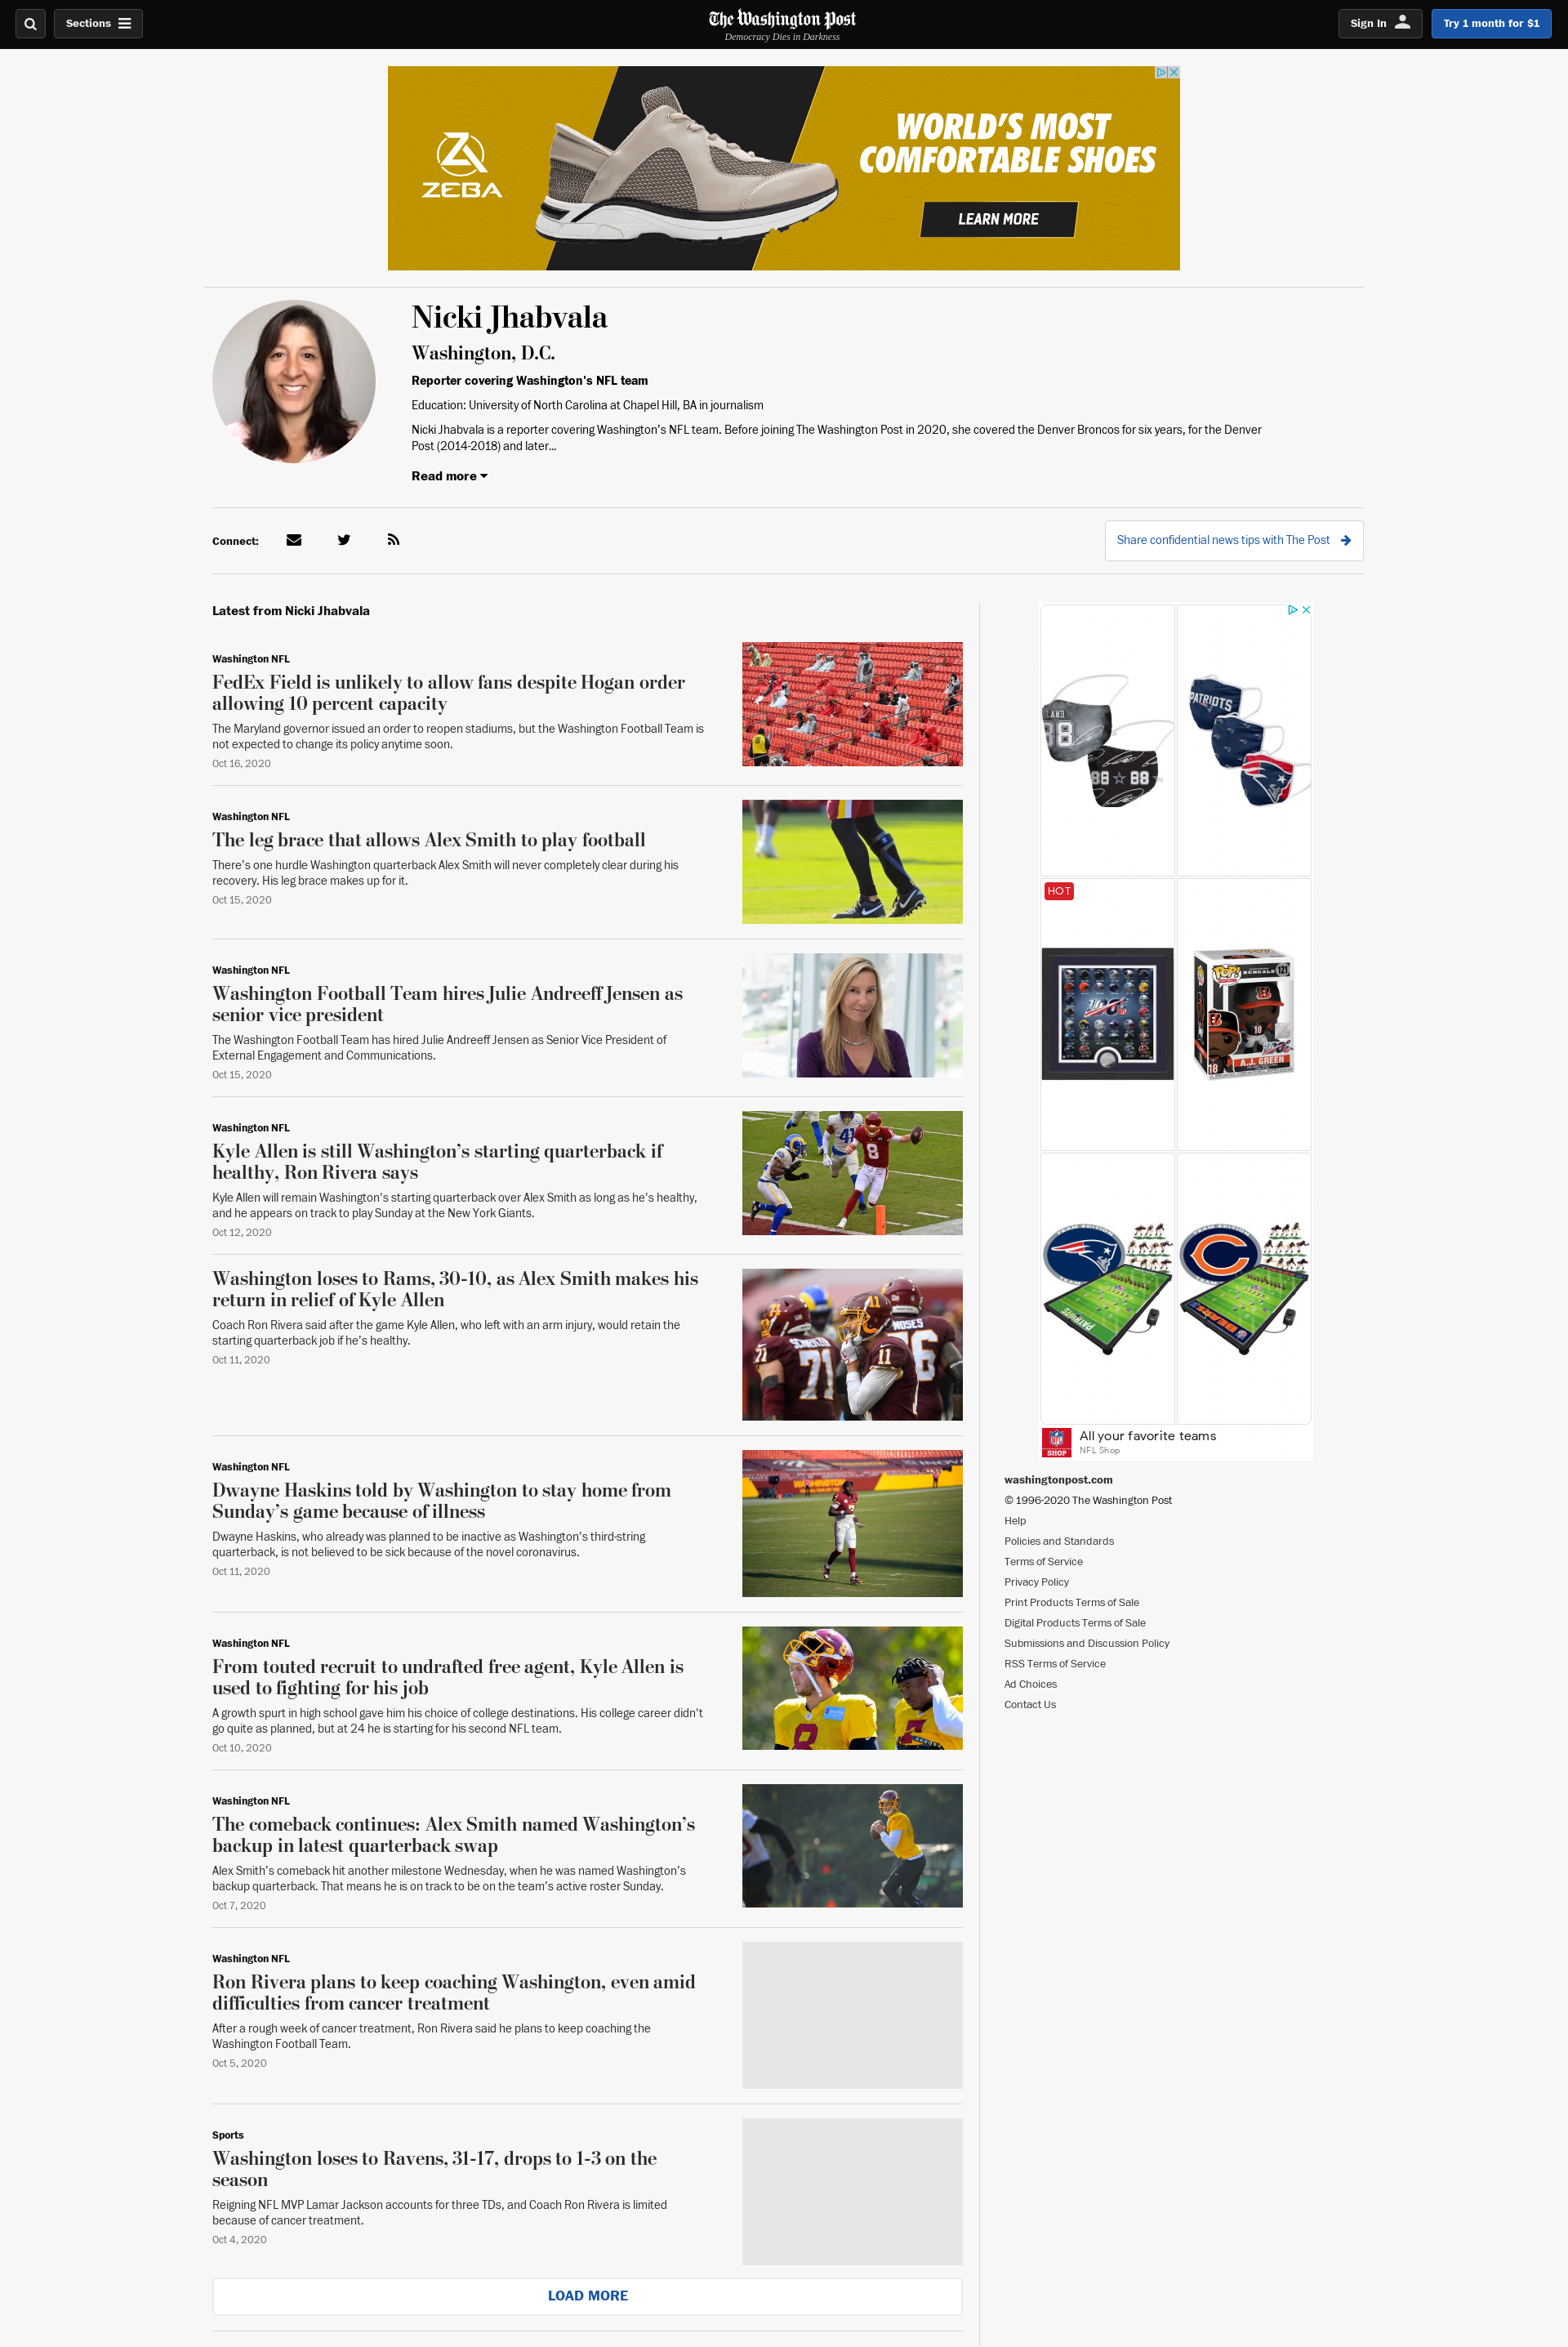 Sections
The Washington Post
Democracy Dies in Darkness
Sign In
Try 1 month for $1
ZEBA
WORLD'S MOST
COMFORTABLE SHOES
LEARN MORE
Nicki Jhabvala
Washington, D.C.
Reporter covering Washington's NFL team
Education: University of North Carolina at Chapel Hill, BA in journalism
Nicki Jhabvala is a reporter covering Washington’s NFL team. Before joining The Washington Post in 2020, she covered the Denver Broncos for six years, for the Denver
Post (2014-2018) and later...
Read more
Connect:
Share confidential news tips with The Post
Latest from Nicki Jhabvala
Washington NFL
FedEx Field is unlikely to allow fans despite Hogan order
allowing 10 percent capacity
The Maryland governor issued an order to reopen stadiums, but the Washington Football Team is
not expected to change its policy anytime soon.
Oct 16, 2020
Washington NFL
The leg brace that allows Alex Smith to play football
There’s one hurdle Washington quarterback Alex Smith will never completely clear during his
recovery. His leg brace makes up for it.
Oct 15, 2020
Washington NFL
Washington Football Team hires Julie Andreeff Jensen as
senior vice president
The Washington Football Team has hired Julie Andreeff Jensen as Senior Vice President of
External Engagement and Communications.
Oct 15, 2020
Washington NFL
Kyle Allen is still Washington’s starting quarterback if
healthy, Ron Rivera says
Kyle Allen will remain Washington's starting quarterback over Alex Smith as long as he's healthy,
and he appears on track to play Sunday at the New York Giants.
Oct 12, 2020
41
8
Washington loses to Rams, 30-10, as Alex Smith makes his
return in relief of Kyle Allen
Coach Ron Rivera said after the game Kyle Allen, who left with an arm injury, would retain the
starting quarterback job if he’s healthy.
Oct 11, 2020
71
11
MOSES
76
Washington NFL
Dwayne Haskins told by Washington to stay home from
Sunday’s game because of illness
Dwayne Haskins, who already was planned to be inactive as Washington's third-string
quarterback, is not believed to be sick because of the novel coronavirus.
Oct 11, 2020
Washington NFL
From touted recruit to undrafted free agent, Kyle Allen is
used to fighting for his job
A growth spurt in high school gave him his choice of college destinations. His college career didn't
go quite as planned, but at 24 he is starting for his second NFL team.
Oct 10, 2020
8
Washington NFL
The comeback continues: Alex Smith named Washington’s
backup in latest quarterback swap
Alex Smith’s comeback hit another milestone Wednesday, when he was named Washington’s
backup quarterback. That means he is on track to be on the team’s active roster Sunday.
Oct 7, 2020
Washington NFL
Ron Rivera plans to keep coaching Washington, even amid
difficulties from cancer treatment
After a rough week of cancer treatment, Ron Rivera said he plans to keep coaching the
Washington Football Team.
Oct 5, 2020
Sports
Washington loses to Ravens, 31-17, drops to 1-3 on the
season
Reigning NFL MVP Lamar Jackson accounts for three TDs, and Coach Ron Rivera is limited
because of cancer treatment.
Oct 4, 2020
LOAD MORE
LAMB
88
88 88
PATRIOTS
HOT
100
POP!
BENGALS
121
18
18
A.J. GREEN
PATRIOTS
BEARS
NFL
SHOP
All your favorite teams
NFL Shop
washingtonpost.com
© 1996-2020 The Washington Post
Help
Policies and Standards
Terms of Service
Privacy Policy
Print Products Terms of Sale
Digital Products Terms of Sale
Submissions and Discussion Policy
RSS Terms of Service
Ad Choices
Contact Us